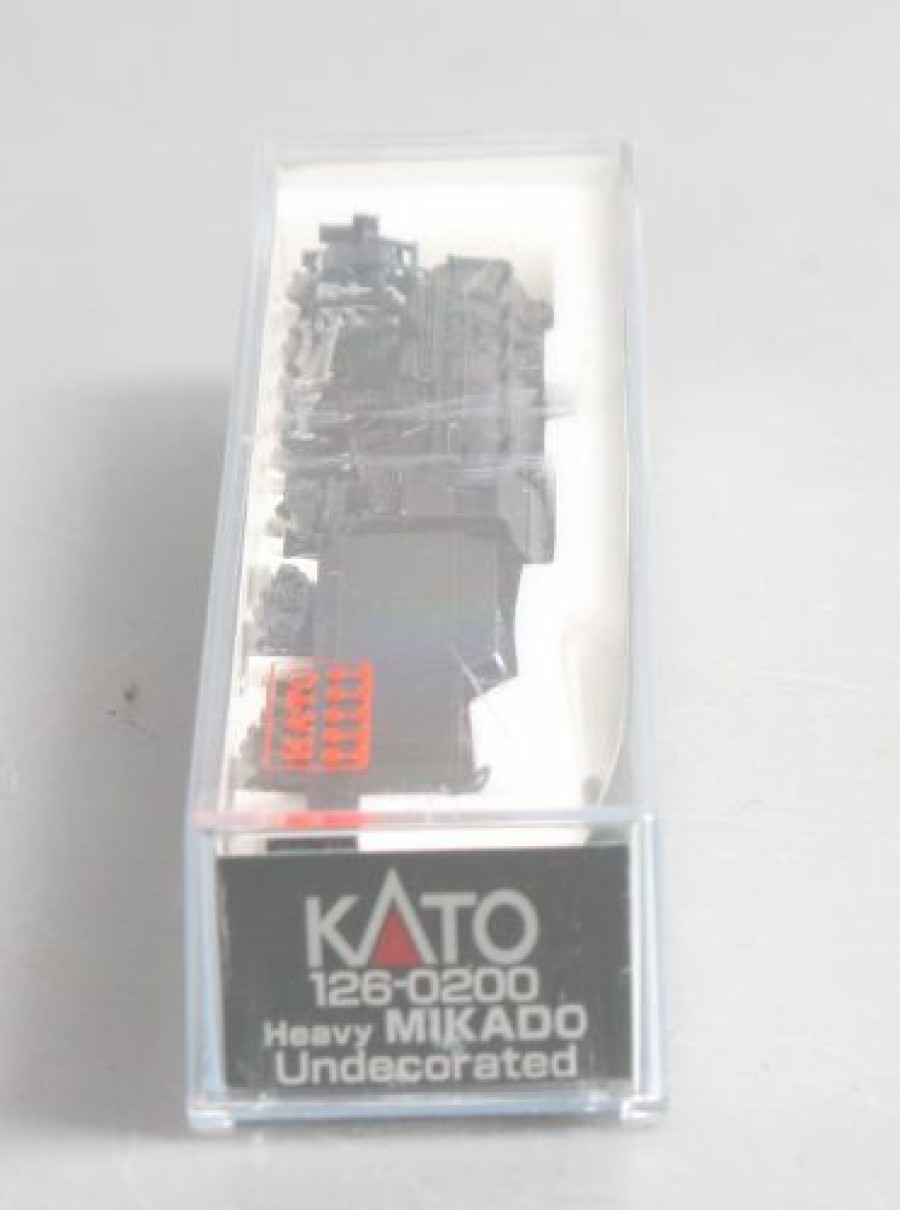 KATO
126-0200
Heavy MIKADO
Undecorated